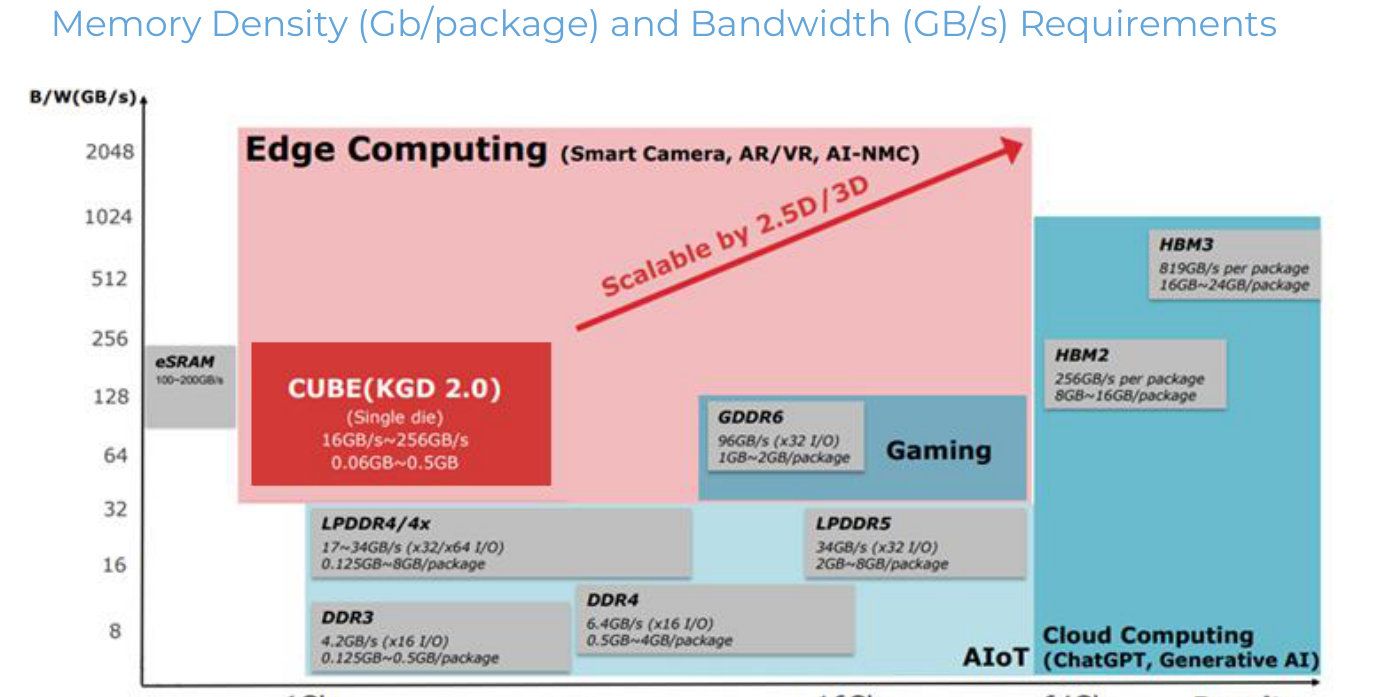 Memory Density (Gb/package) and Bandwidth (GB/s) Requirements
B/W(GB/s)
2048
1024
512
256
128
64
32
16
8
Edge Computing (Smart Camera, AR/VR, AI-NMC)
Scalable by 2.5D/3D
HBM3
819GB/s per package
16GB~24GB/package
eSRAM
100~200GB/s
CUBE(KGD 2.0)
(Single die)
16GB/s~256GB/s
0.06GB~0.5GB
HBM2
256GB/s per package
8GB~16GB/package
GDDR6
96GB/s (x32 I/O)
1GB~2GB/package
Gaming
LPDDR4/4x
17~34GB/s (x32/x64 I/O)
0.125GB~8GB/package
LPDDR5
34GB/s (x32 I/O)
2GB~8GB/package
DDR3
4.2GB/s (x16 I/O)
0.125GB~0.5GB/package
DDR4
6.4GB/s (x16 I/O)
0.5GB~4GB/package
AIoT
Cloud Computing
(ChatGPT, Generative AI)